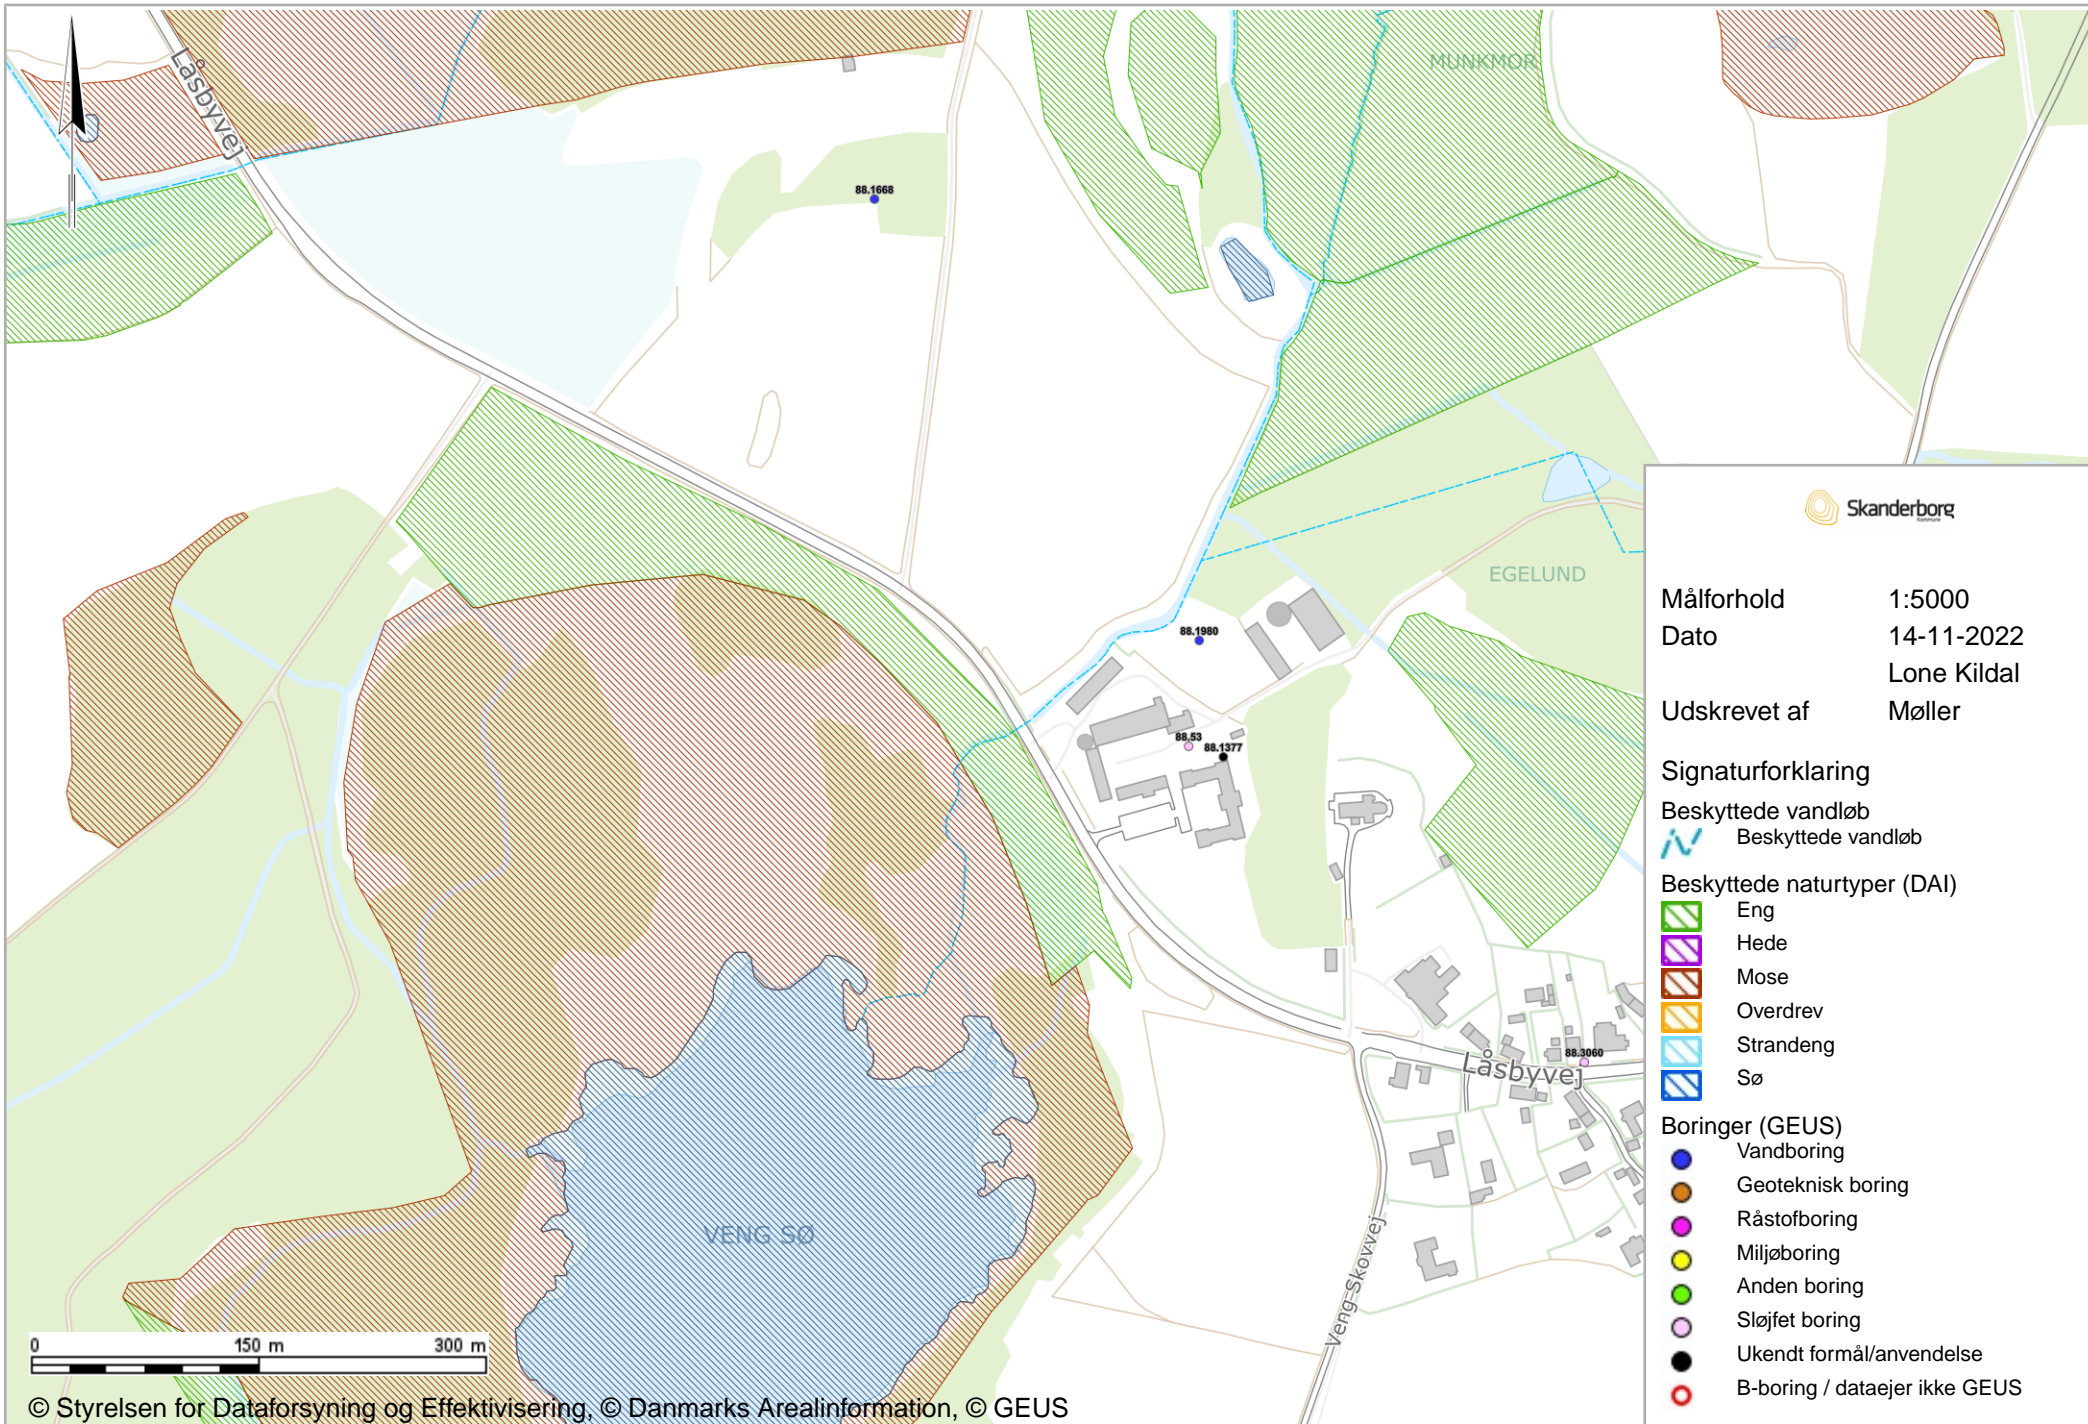 Låsbyvej
MUNKMOR
88.1668
EGELUND
88.1980
88.53
88.1377
88.3060
Låsbyvej
VENG SØ
Veng Skovvej
0 150 m 300 m
© Styrelsen for Dataforsyning og Effektivisering, © Danmarks Arealinformation, © GEUS
Skanderborg
Kommune
Målforhold 1:5000
Dato 14-11-2022
Lone Kildal
Udskrevet af Møller
Signaturforklaring
Beskyttede vandløb
Beskyttede vandløb
Beskyttede naturtyper (DAI)
Eng
Hede
Mose
Overdrev
Strandeng
Sø
Boringer (GEUS)
Vandboring
Geoteknisk boring
Råstofboring
Miljøboring
Anden boring
Sløjfet boring
Ukendt formål/anvendelse
B-boring / dataejer ikke GEUS